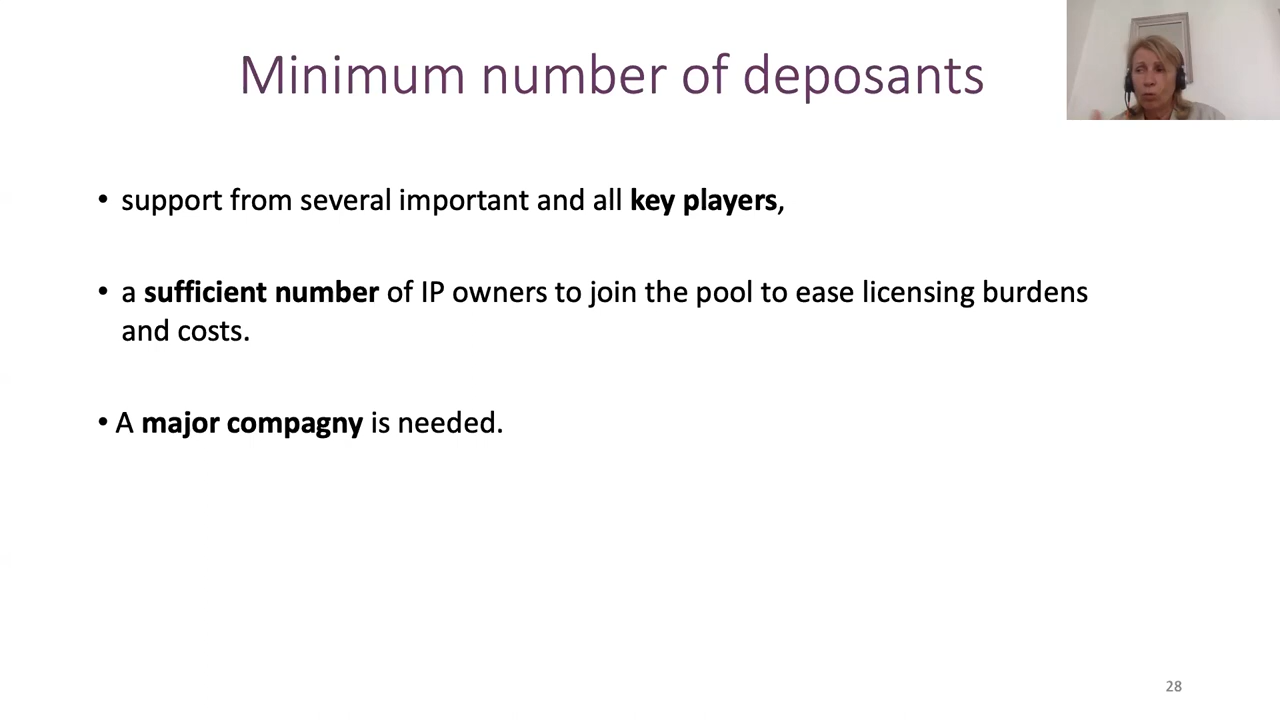 Minimum number of deposants
• support from several important and all key players,
• a sufficient number of IP owners to join the pool to ease licensing burdens
and costs.
• A major compagny is needed.
28